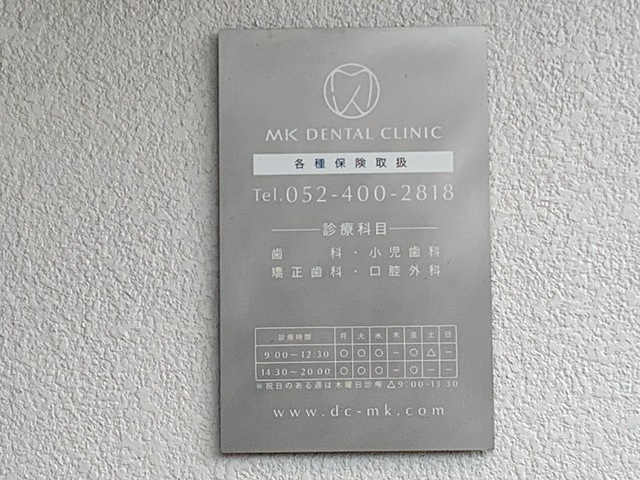 MK DENTAL CLINIC
各種保険取扱
Tel.052-400-2818
診療科目
歯科・小児歯科
矯正歯科・口腔外科
診療時間 月 火 水 木 金 土 日
9:00〜12:30 ○ ○ ○ − ○ △ −
14:30〜20:00 ○ ○ ○ − ○ − −
※祝日のある週は木曜日診療 △9:00-13:30
www.dc-mk.com